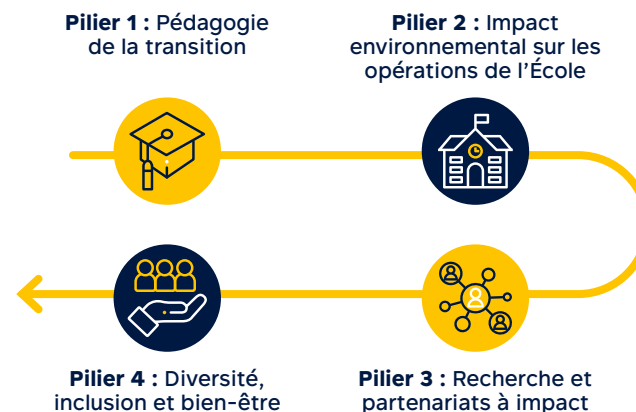 Pilier 1 : Pédagogie
de la transition
Pilier 2 : Impact
environnemental sur les
opérations de l'École
Pilier 4 : Diversité,
inclusion et bien-être
Pilier 3 : Recherche et
partenariats à impact